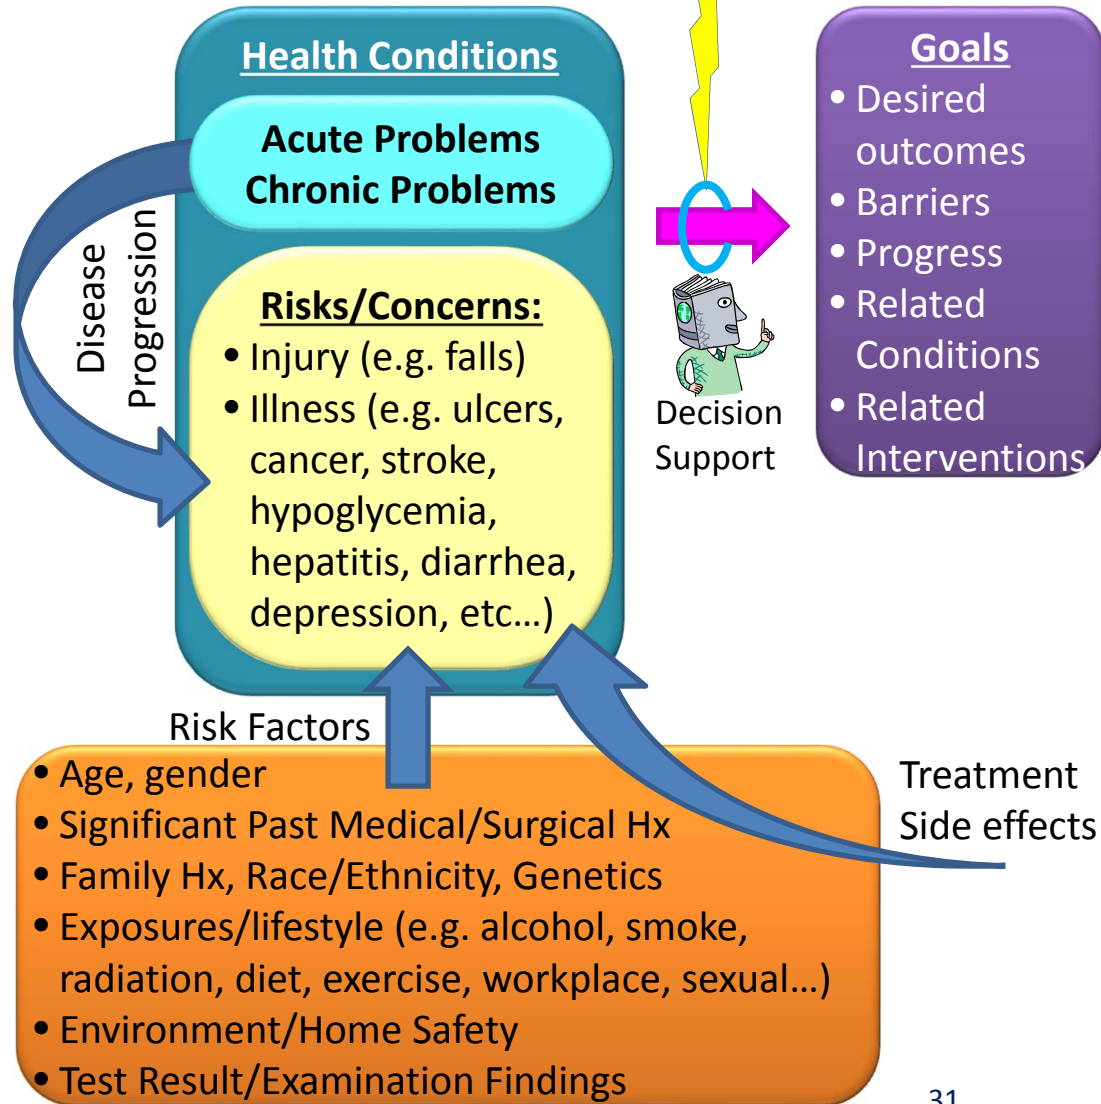 Health Conditions
Acute Problems
Chronic Problems
Disease
Progression
Risks/Concerns:
• Injury (e.g. falls)
• Illness (e.g. ulcers,
cancer, stroke,
hypoglycemia,
hepatitis, diarrhea,
depression, etc…)
Decision
Support
Goals
• Desired
outcomes
• Barriers
• Progress
• Related
Conditions
• Related
Interventions
Risk Factors
• Age, gender
• Significant Past Medical/Surgical Hx
• Family Hx, Race/Ethnicity, Genetics
• Exposures/lifestyle (e.g. alcohol, smoke,
radiation, diet, exercise, workplace, sexual…)
• Environment/Home Safety
• Test Result/Examination Findings
Treatment
Side effects
31